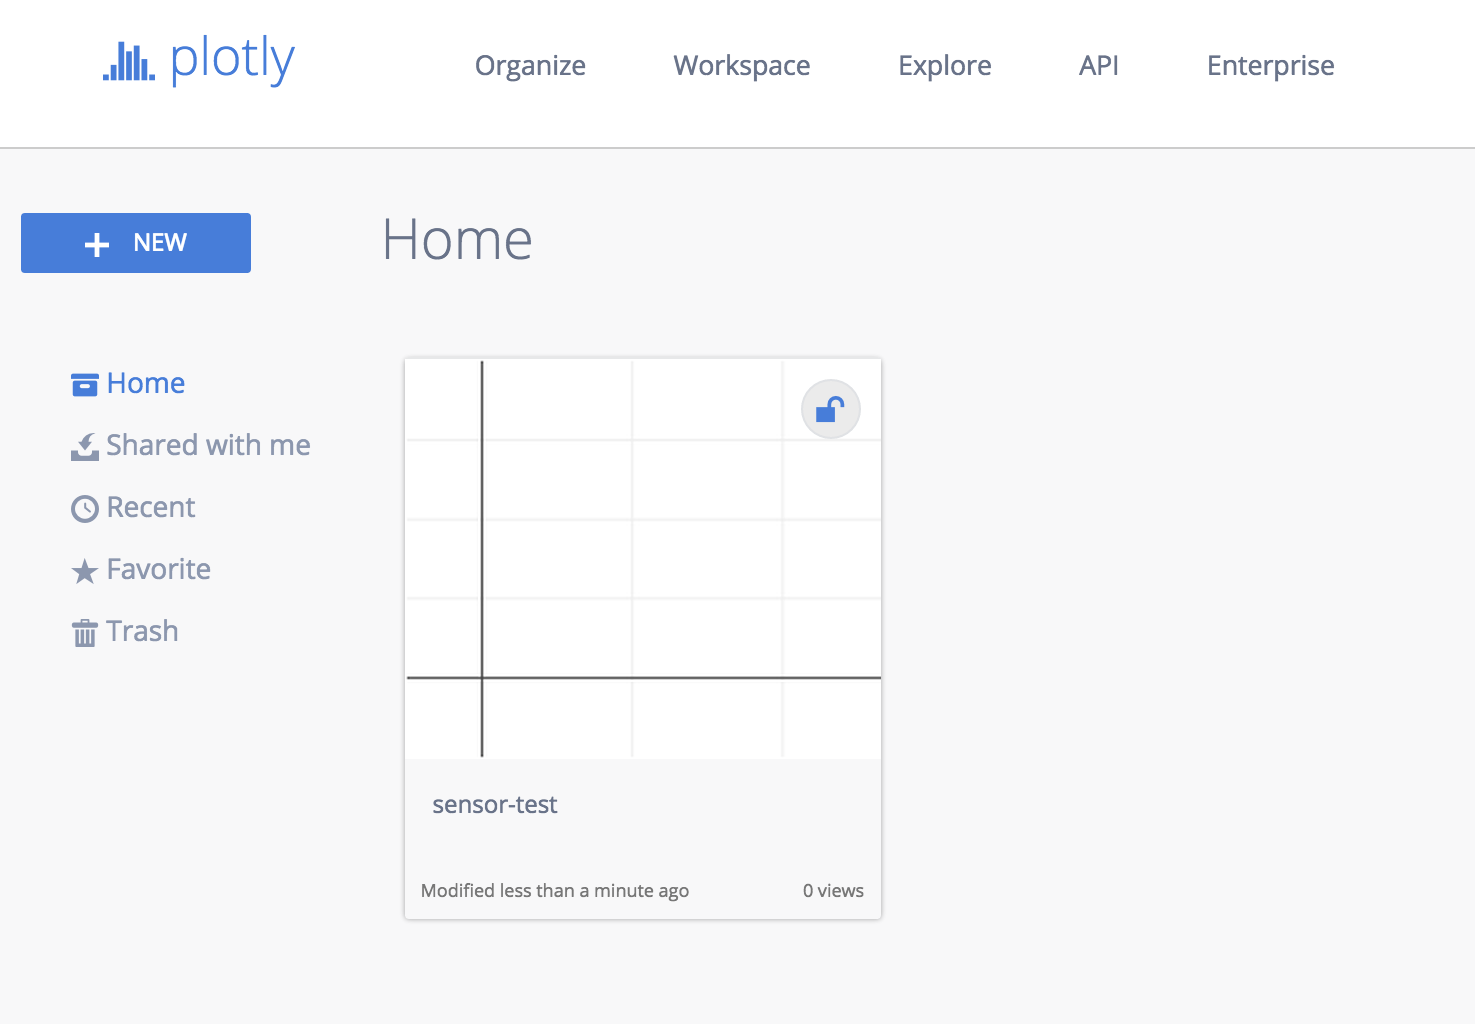 plotly
Organize Workspace Explore API Enterprise
NEW
Home
Home
Shared with me
Recent
Favorite
Trash
sensor-test
Modified less than a minute ago 0 views